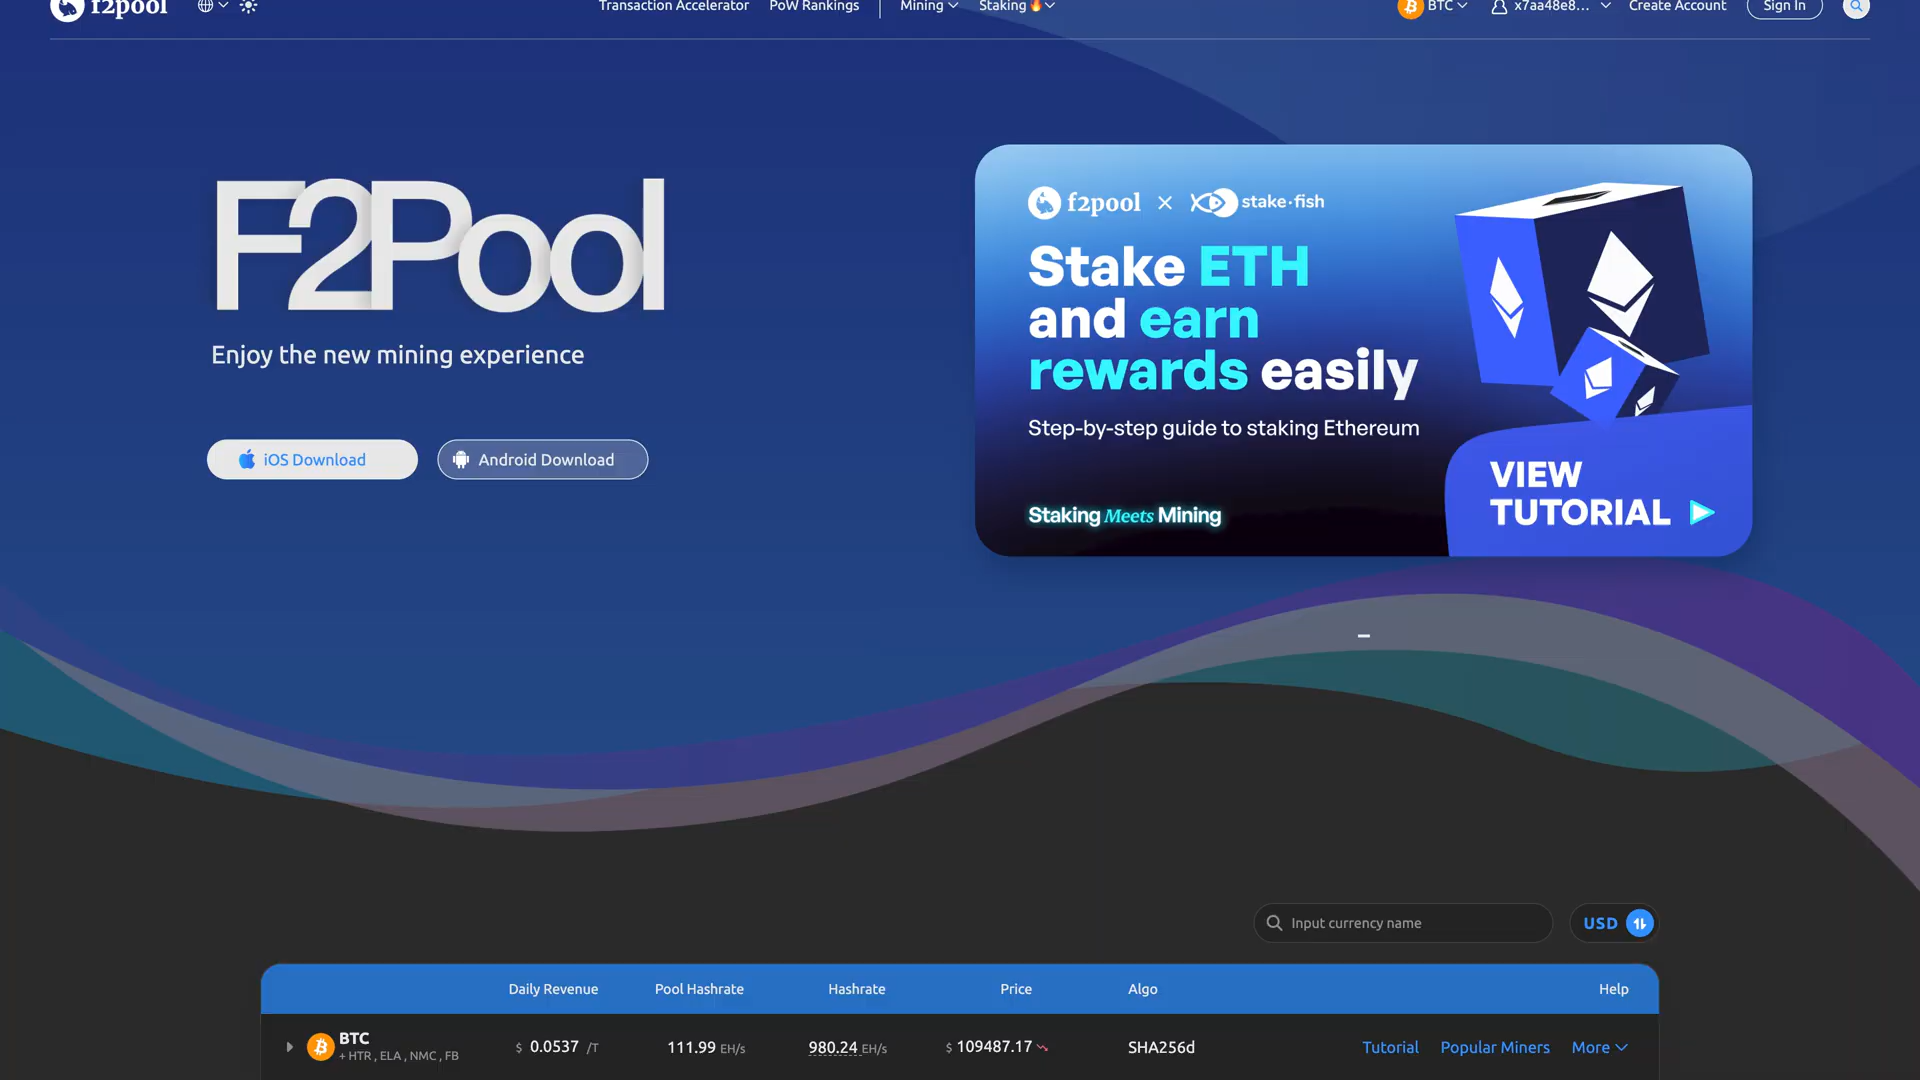 f2pool
Transaction Accelerator PoW Rankings Mining Staking🔥 BTC x7aa48e8... Create Account Sign In
F2Pool
Enjoy the new mining experience
iOS Download Android Download
f2pool × stake·fish
Stake ETH
and earn
rewards easily
Step-by-step guide to staking Ethereum
Staking Meets Mining
VIEW
TUTORIAL
Input currency name USD
Daily Revenue Pool Hashrate Hashrate Price Algo Help
BTC
+ HTR , ELA , NMC , FB
$ 0.0537 /T 111.99 EH/s 980.24 EH/s $ 109487.17 SHA256d Tutorial Popular Miners More